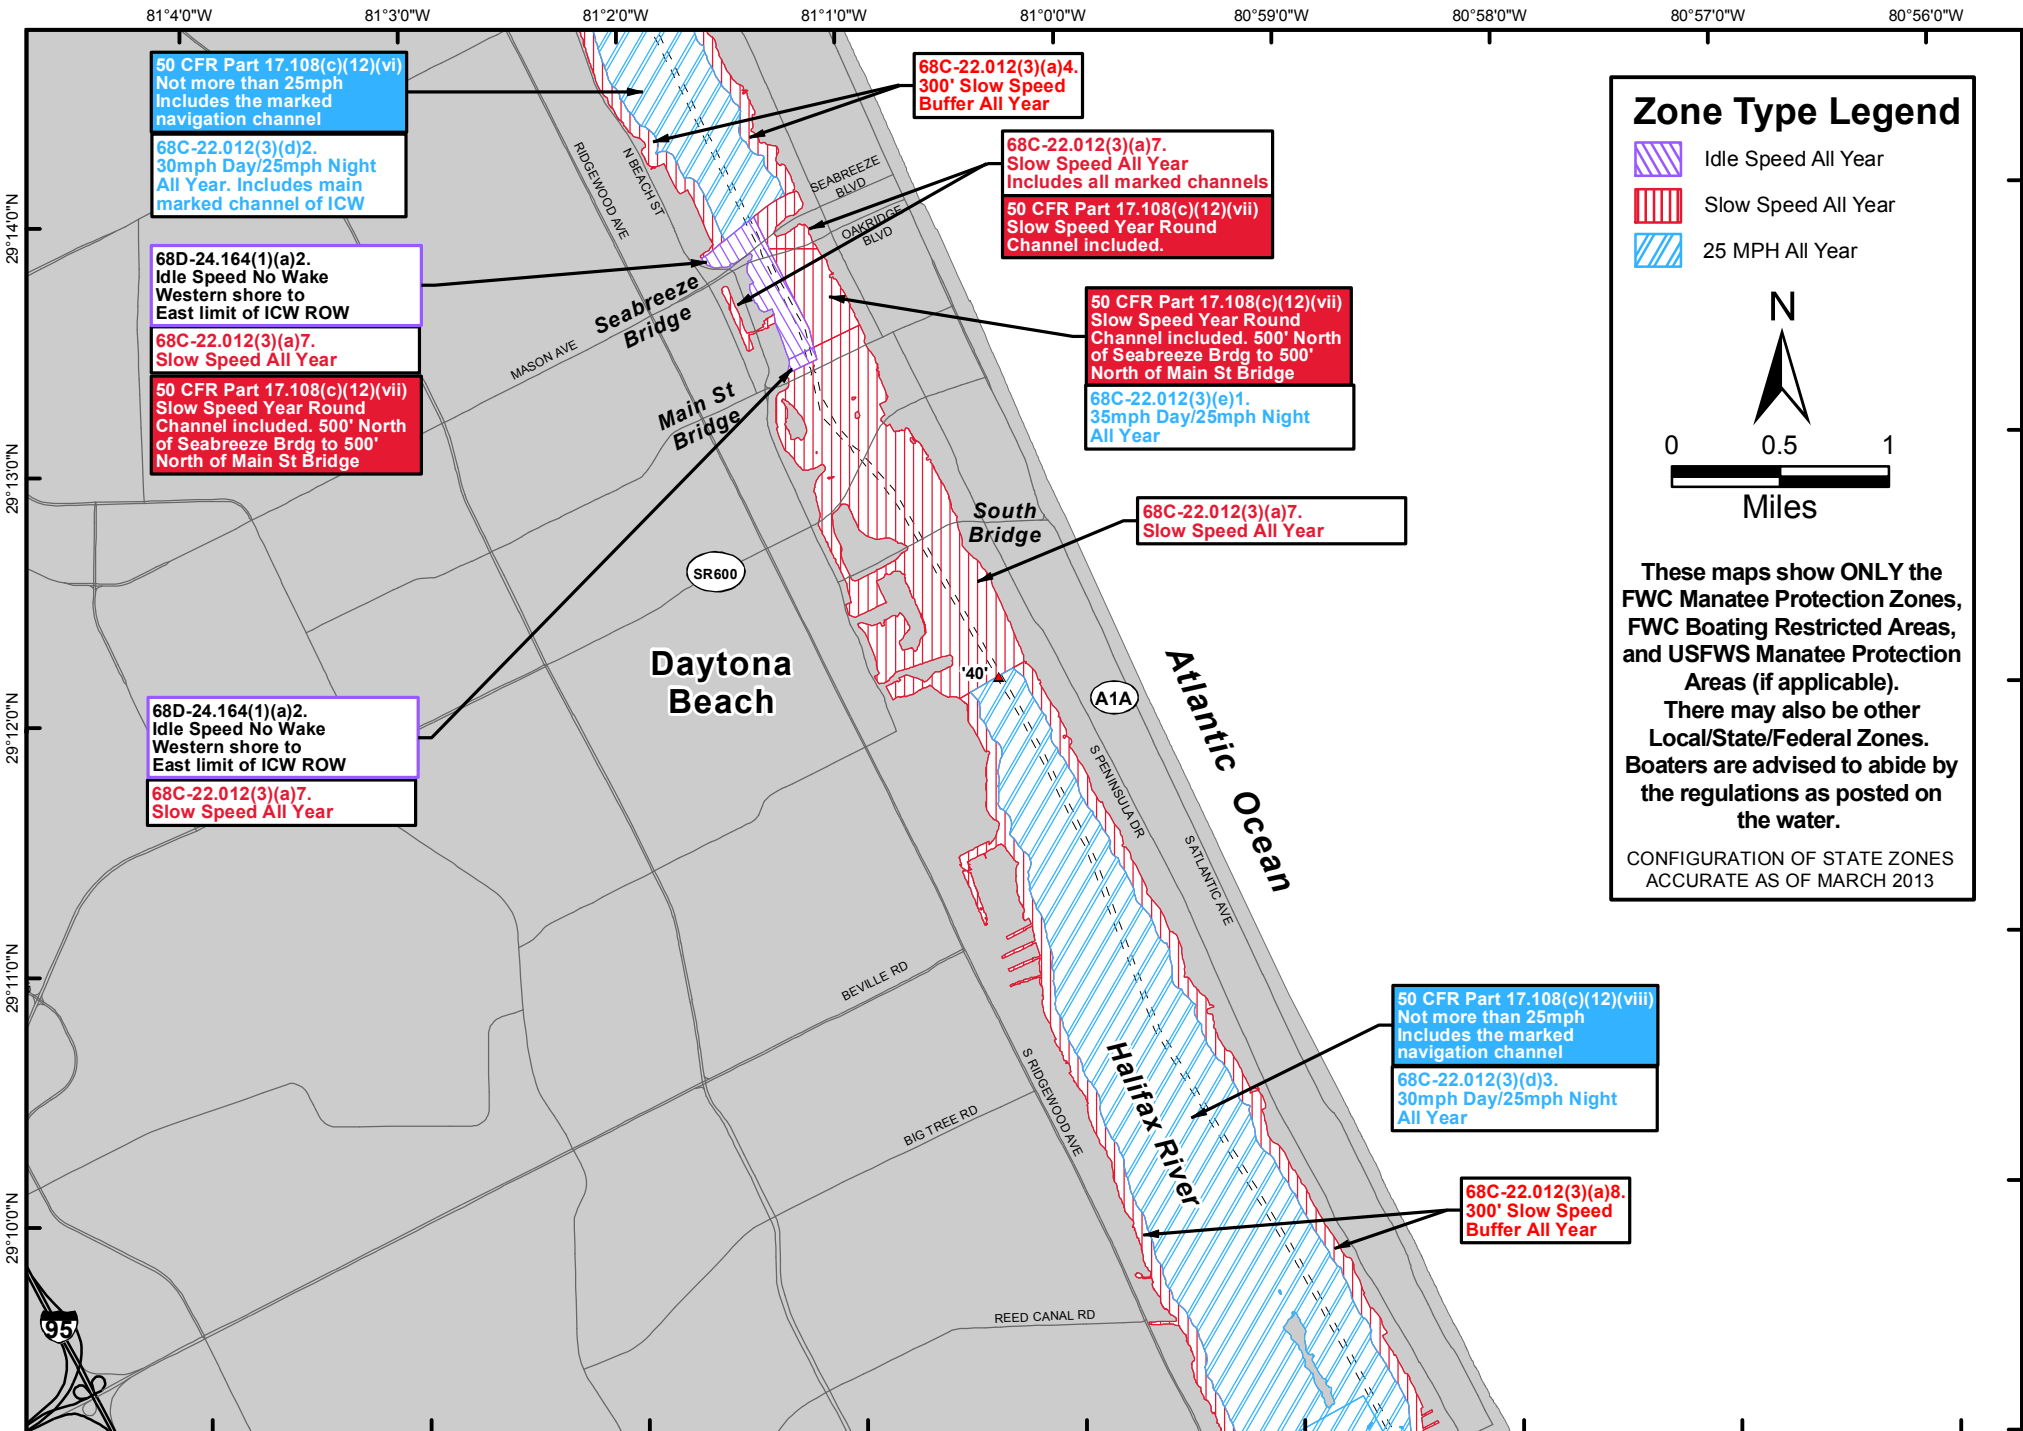 81°4'0"W
81°3'0"W
81°2'0"W
81°1'0"W
81°0'0"W
80°59'0"W
80°58'0"W
80°57'0"W
80°56'0"W
29°14'0"N
29°13'0"N
29°12'0"N
29°11'0"N
29°10'0"N
50 CFR Part 17.108(c)(12)(vi)
Not more than 25mph
Includes the marked
navigation channel
68C-22.012(3)(d)2.
30mph Day/25mph Night
All Year. Includes main
marked channel of ICW
68D-24.164(1)(a)2.
Idle Speed No Wake
Western shore to
East limit of ICW ROW
68C-22.012(3)(a)7.
Slow Speed All Year
50 CFR Part 17.108(c)(12)(vii)
Slow Speed Year Round
Channel included. 500' North
of Seabreeze Brdg to 500'
North of Main St Bridge
68D-24.164(1)(a)2.
Idle Speed No Wake
Western shore to
East limit of ICW ROW
68C-22.012(3)(a)7.
Slow Speed All Year
68C-22.012(3)(a)4.
300' Slow Speed
Buffer All Year
68C-22.012(3)(a)7.
Slow Speed All Year
Includes all marked channels
50 CFR Part 17.108(c)(12)(vii)
Slow Speed Year Round
Channel included.
50 CFR Part 17.108(c)(12)(vii)
Slow Speed Year Round
Channel included. 500' North
of Seabreeze Brdg to 500'
North of Main St Bridge
68C-22.012(3)(e)1.
35mph Day/25mph Night
All Year
68C-22.012(3)(a)7.
Slow Speed All Year
50 CFR Part 17.108(c)(12)(viii)
Not more than 25mph
Includes the marked
navigation channel
68C-22.012(3)(d)3.
30mph Day/25mph Night
All Year
68C-22.012(3)(a)8.
300' Slow Speed
Buffer All Year
RIDGEWOOD AVE
N BEACH ST
SEABREEZE
BLVD
OAKRIDGE
BLVD
Seabreeze
Bridge
MASON AVE
Main St
Bridge
South
Bridge
SR600
Daytona
Beach
'40'
A1A
Atlantic Ocean
S PENINSULA DR
S ATLANTIC AVE
BEVILLE RD
S RIDGEWOOD AVE
Halifax River
BIG TREE RD
REED CANAL RD
95
Zone Type Legend
Idle Speed All Year
Slow Speed All Year
25 MPH All Year
N
0 0.5 1
Miles
These maps show ONLY the
FWC Manatee Protection Zones,
FWC Boating Restricted Areas,
and USFWS Manatee Protection
Areas (if applicable).
There may also be other
Local/State/Federal Zones.
Boaters are advised to abide by
the regulations as posted on
the water.
CONFIGURATION OF STATE ZONES
ACCURATE AS OF MARCH 2013